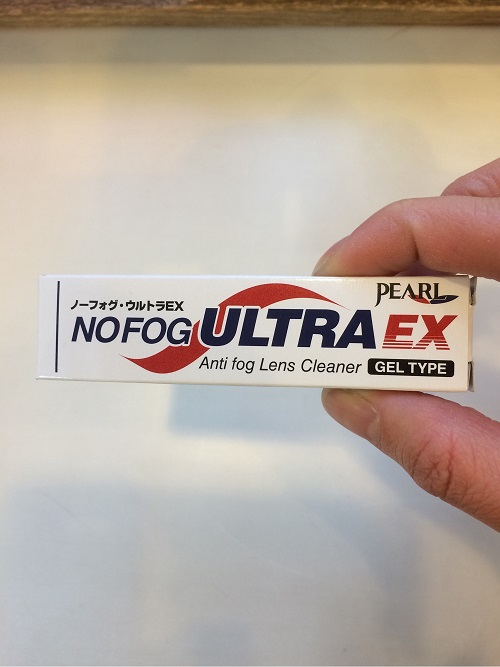 PEARL
ノーフォグ・ウルトラEX
NOFOG ULTRA EX
Anti fog Lens Cleaner GEL TYPE